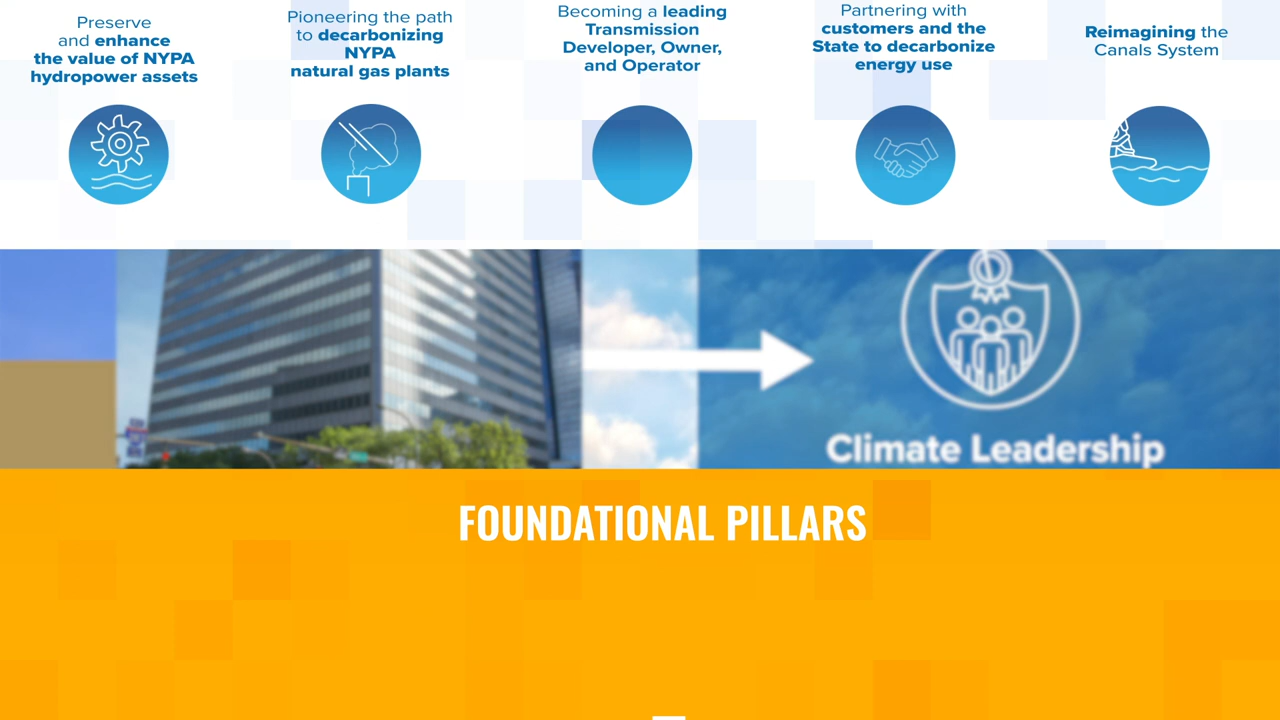 Preserve
and enhance
the value of NYPA
hydropower assets
Pioneering the path
to decarbonizing
NYPA
natural gas plants
Becoming a leading
Transmission
Developer, Owner,
and Operator
Partnering with
customers and the
State to decarbonize
energy use
Reimagining the
Canals System
Climate Leadership
FOUNDATIONAL PILLARS